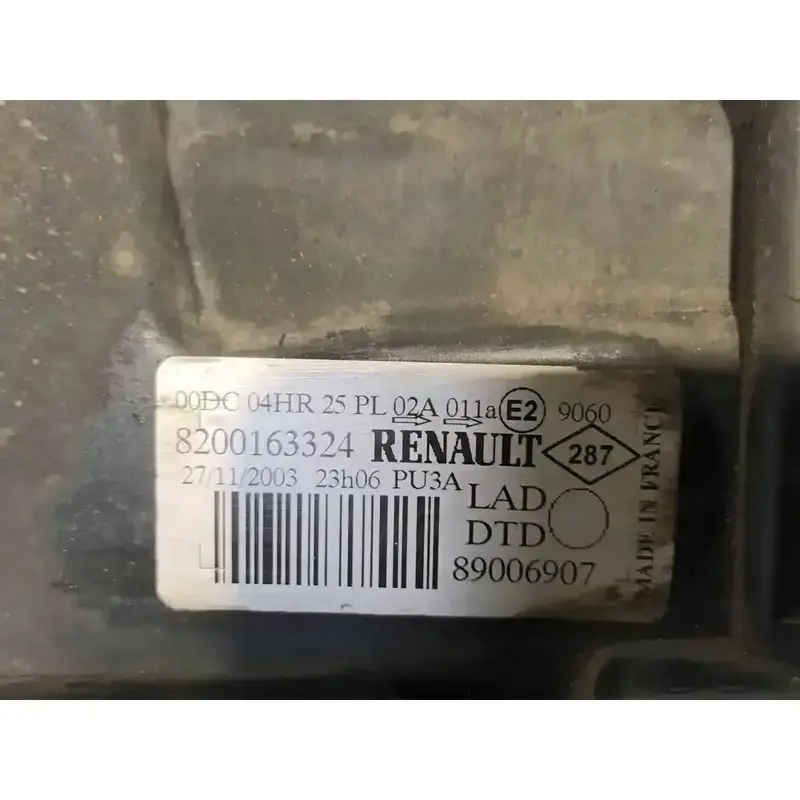 00DC 04HR 25 PL 02A 011a E2 9060
8200163324 RENAULT 287
27/11/2003 23h06 PU3A
LAD
DTD
89006907
MADE IN FRANCE